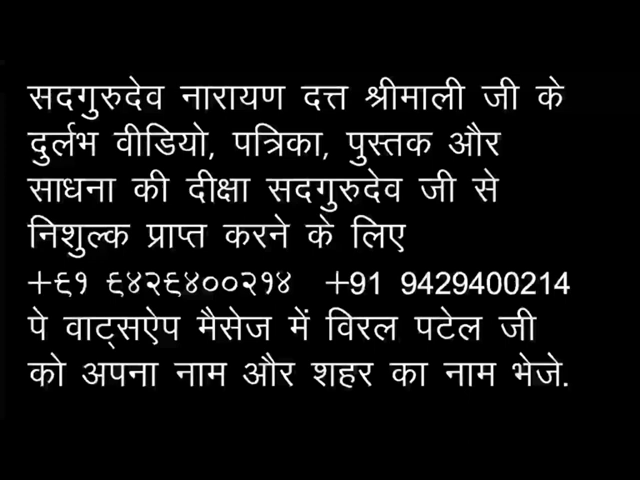 सदगुरुदेव नारायण दत्त श्रीमाली जी के
दुर्लभ वीडियो, पत्रिका, पुस्तक और
साधना की दीक्षा सदगुरुदेव जी से
निशुल्क प्राप्त करने के लिए
+९१ ९४२९४००२१४ +91 9429400214
पे वाट्सऐप मैसेज में विरल पटेल जी
को अपना नाम और शहर का नाम भेजे.